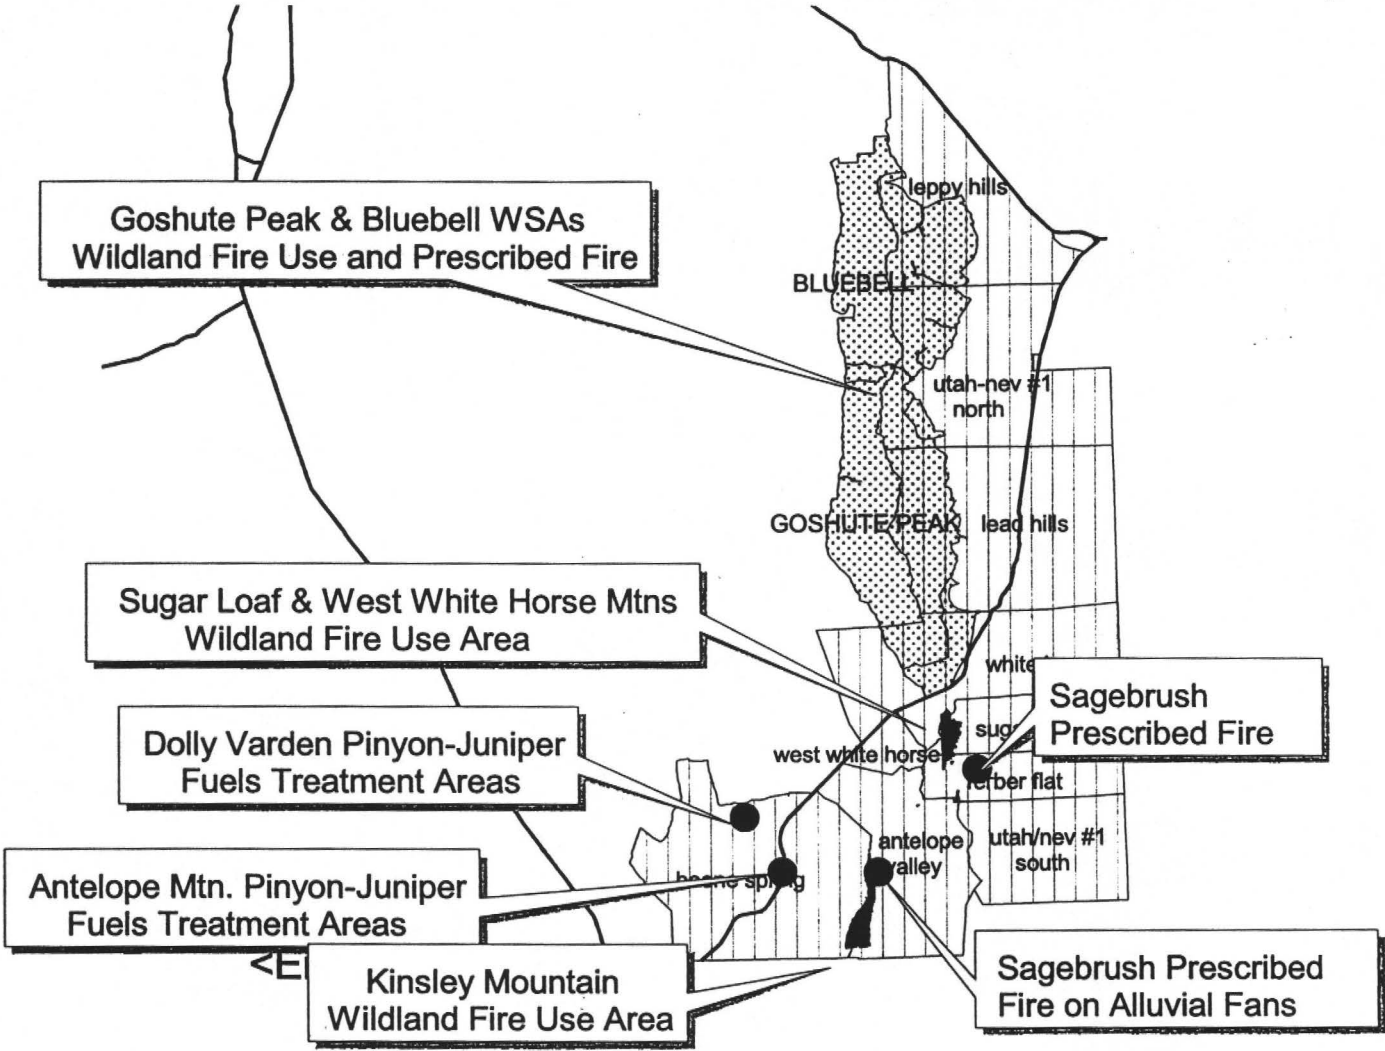 leppy hills
Goshute Peak & Bluebell WSAs
Wildland Fire Use and Prescribed Fire
BLUEBELL
utah-nev #1
north
GOSHUTE PEAK
lead hills
Sugar Loaf & West White Horse Mtns
Wildland Fire Use Area
white
Sagebrush
Prescribed Fire
sug
west white horse
Dolly Varden Pinyon-Juniper
Fuels Treatment Areas
ferber flat
antelope
valley
utah/nev #1
south
spring
Antelope Mtn. Pinyon-Juniper
Fuels Treatment Areas
Kinsley Mountain
Wildland Fire Use Area
Sagebrush Prescribed
Fire on Alluvial Fans